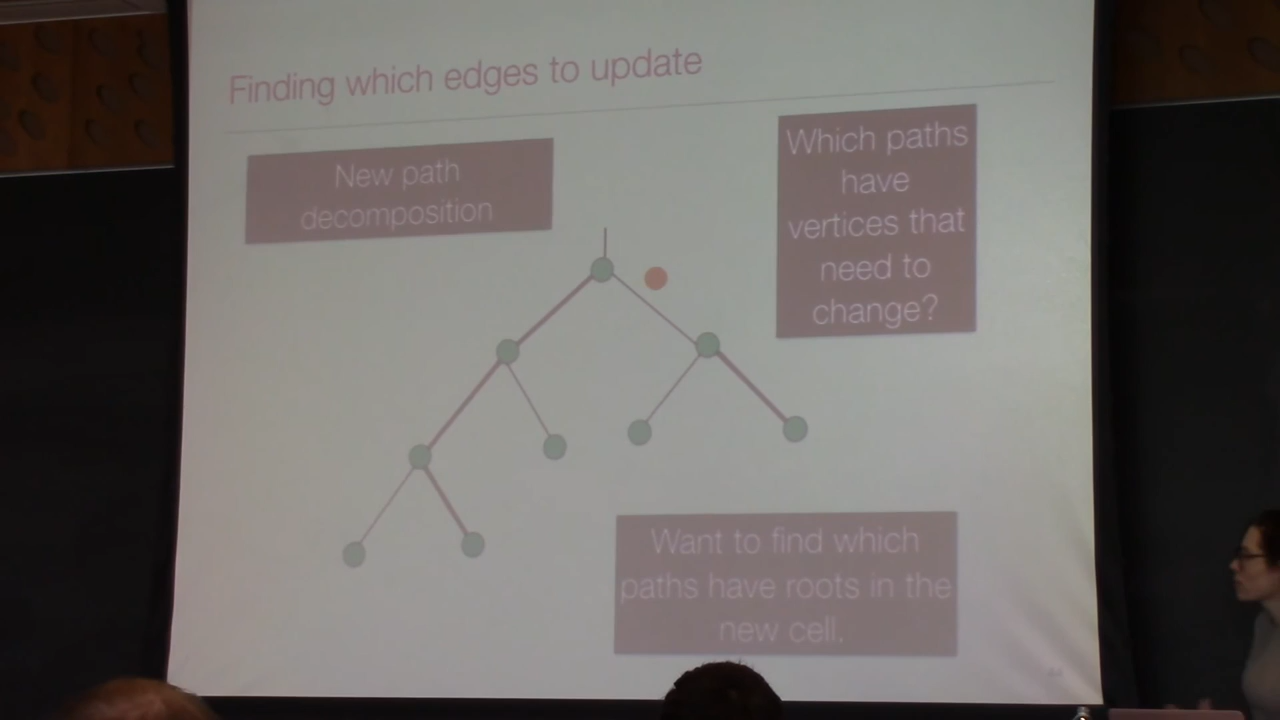 Finding which edges to update
New path
decomposition
Which paths
have
vertices that
need to
change?
Want to find which
paths have roots in the
new cell.